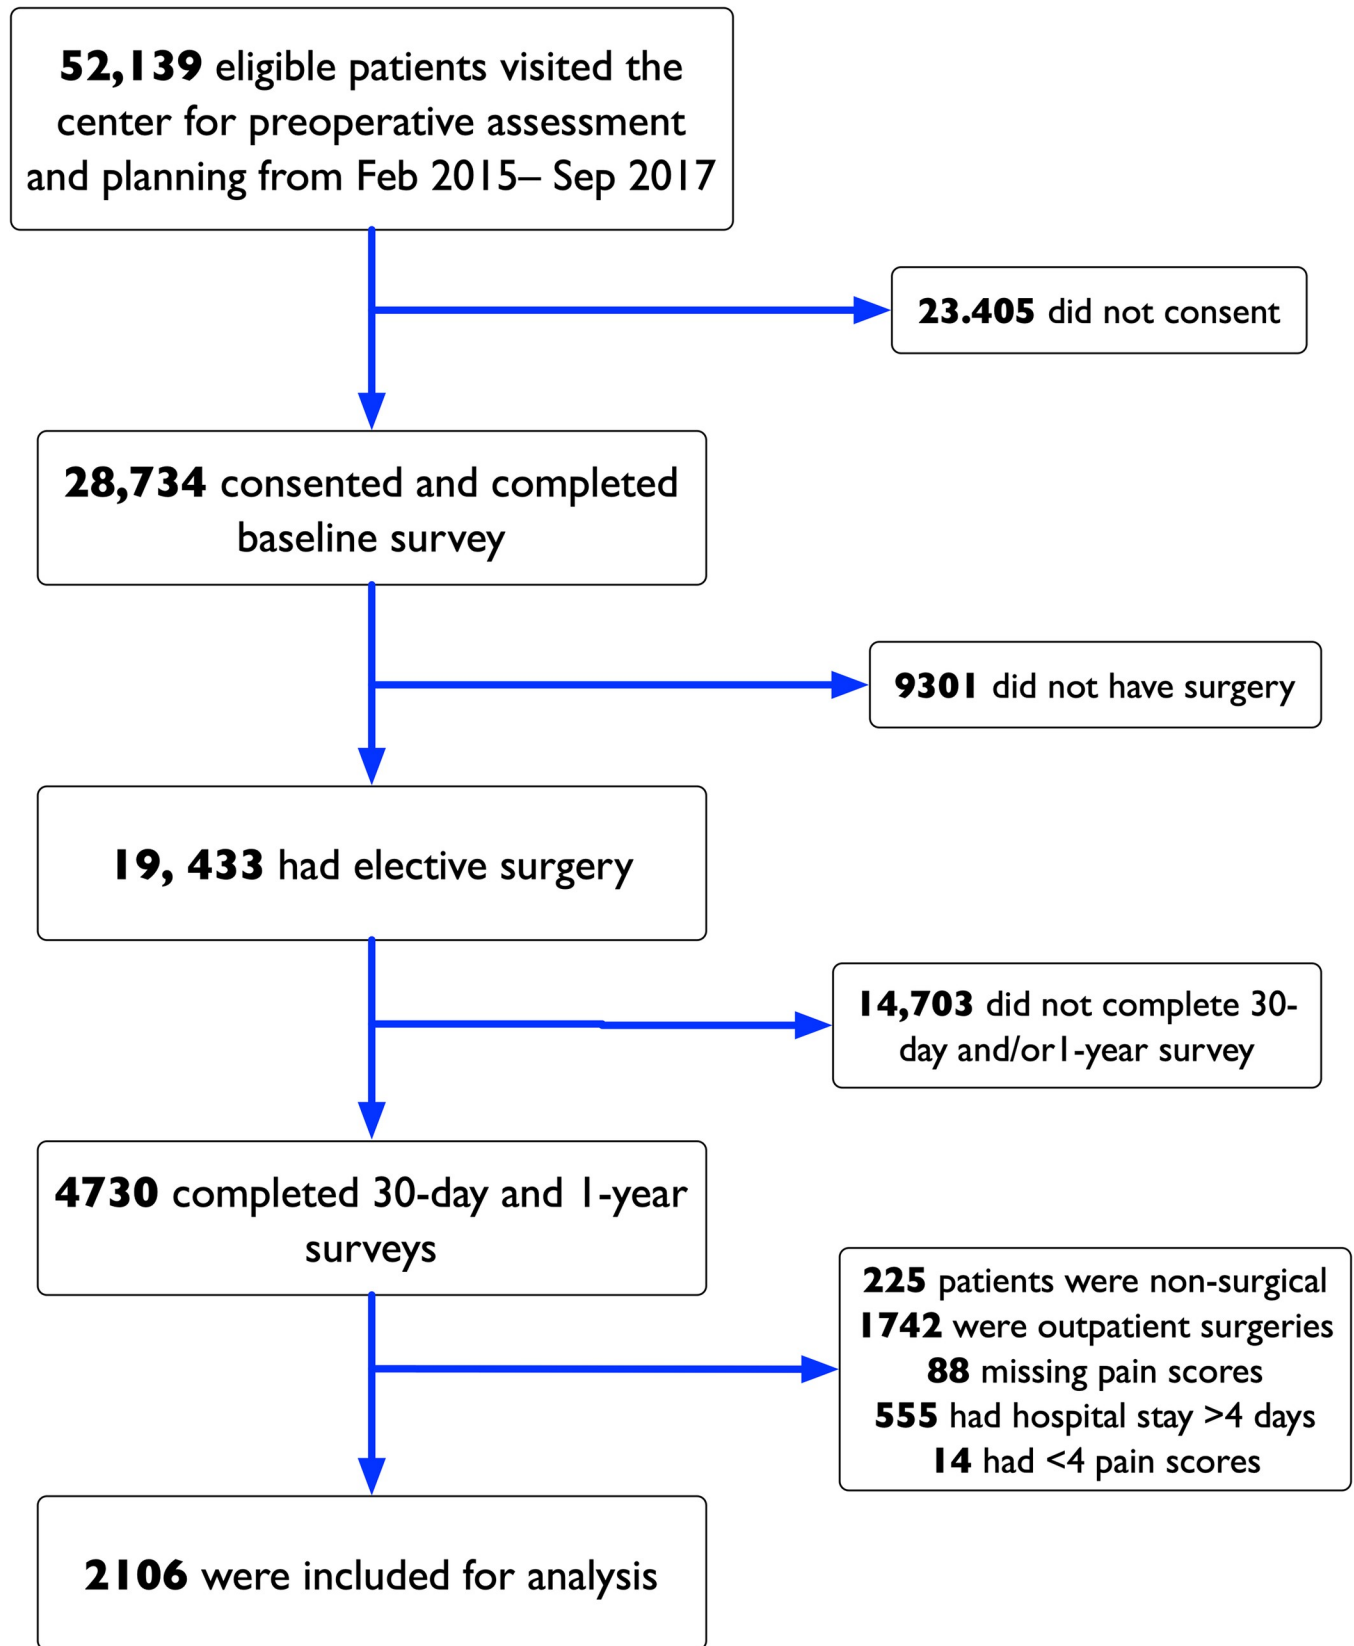 52,139 eligible patients visited the
center for preoperative assessment
and planning from Feb 2015– Sep 2017
23.405 did not consent
28,734 consented and completed
baseline survey
9301 did not have surgery
19, 433 had elective surgery
14,703 did not complete 30-
day and/or1-year survey
4730 completed 30-day and 1-year
surveys
225 patients were non-surgical
1742 were outpatient surgeries
88 missing pain scores
555 had hospital stay >4 days
14 had <4 pain scores
2106 were included for analysis